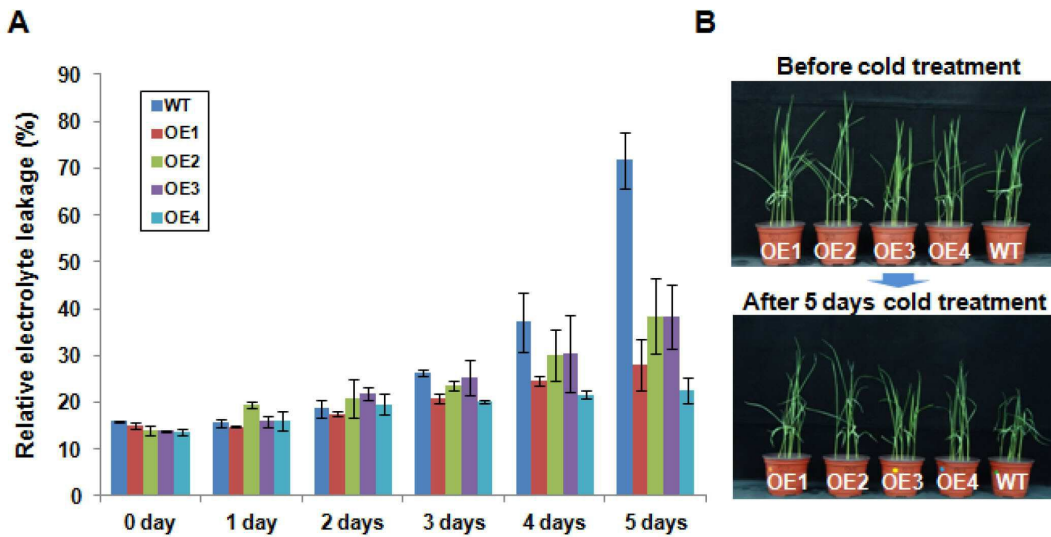 A
Relative electrolyte leakage (%)
90
80
70
60
50
40
30
20
10
0
WT
OE1
OE2
OE3
OE4
0 day 1 day 2 days 3 days 4 days 5 days
B
Before cold treatment
OE1 OE2 OE3 OE4 WT
After 5 days cold treatment
OE1 OE2 OE3 OE4 WT